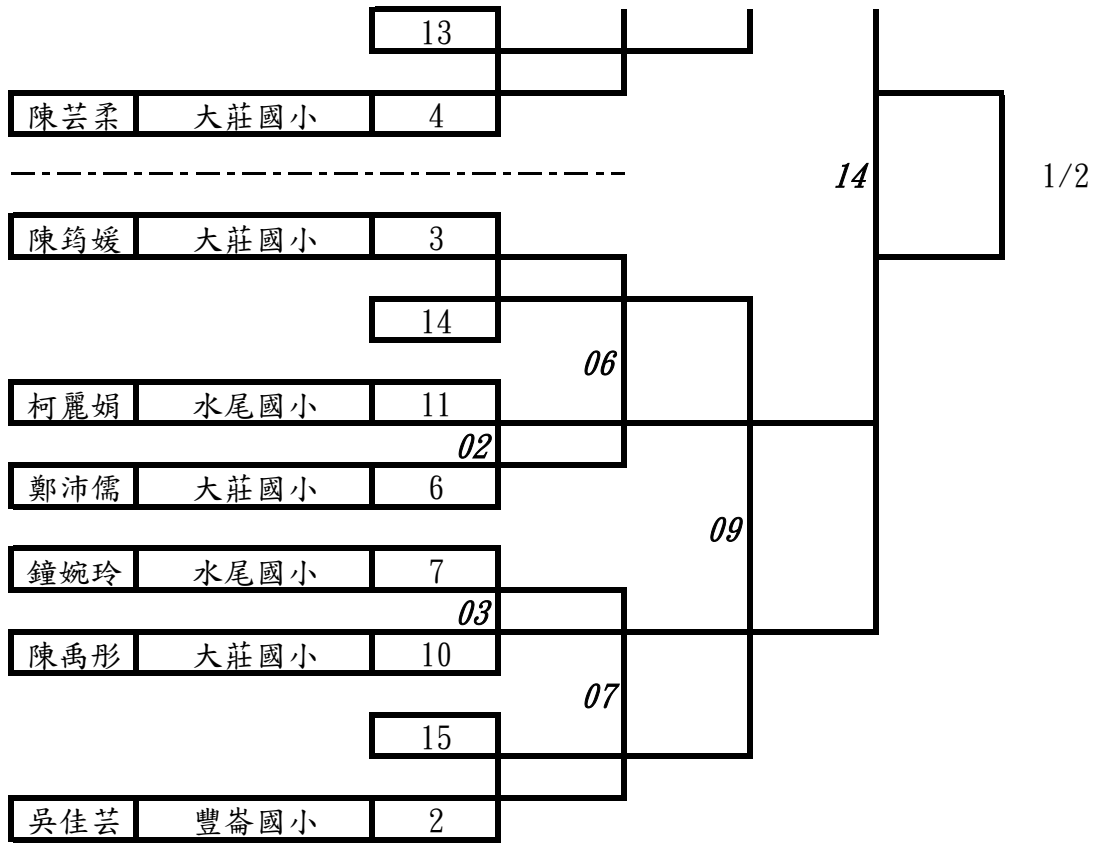 13
陳芸柔 大莊國小 4
14 1/2
陳筠媛 大莊國小 3
14
06
柯麗娟 水尾國小 11
02
鄭沛儒 大莊國小 6
09
鐘婉玲 水尾國小 7
03
陳禹彤 大莊國小 10
07
15
吳佳芸 豐崙國小 2